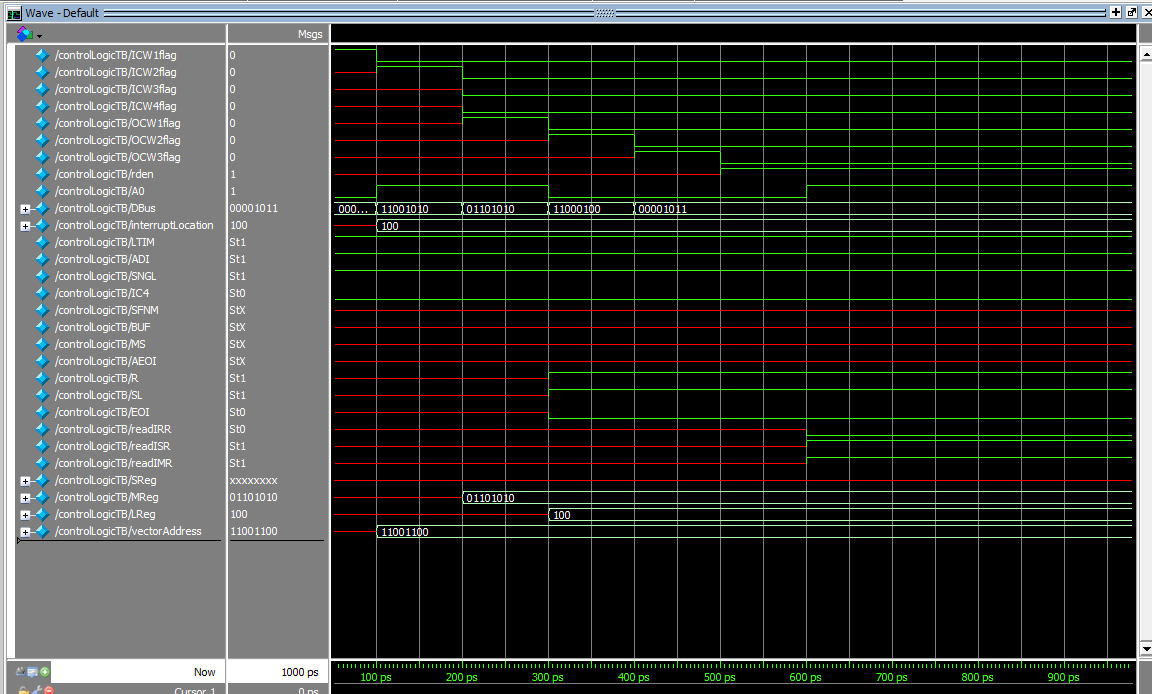 Wave - Default
Msgs
/controlLogicTB/ICW1flag 0
/controlLogicTB/ICW2flag 0
/controlLogicTB/ICW3flag 0
/controlLogicTB/ICW4flag 0
/controlLogicTB/OCW1flag 0
/controlLogicTB/OCW2flag 0
/controlLogicTB/OCW3flag 0
/controlLogicTB/rden 1
/controlLogicTB/A0 1
/controlLogicTB/DBus 00001011 000... 11001010 01101010 11000100 00001011
/controlLogicTB/interruptLocation 100 100
/controlLogicTB/LTIM St1
/controlLogicTB/ADI St1
/controlLogicTB/SNGL St1
/controlLogicTB/IC4 St0
/controlLogicTB/SFNM StX
/controlLogicTB/BUF StX
/controlLogicTB/MS StX
/controlLogicTB/AEOI StX
/controlLogicTB/R St1
/controlLogicTB/SL St1
/controlLogicTB/EOI St0
/controlLogicTB/readIRR St0
/controlLogicTB/readISR St1
/controlLogicTB/readIMR St1
/controlLogicTB/SReg xxxxxxxx
/controlLogicTB/MReg 01101010 01101010
/controlLogicTB/LReg 100 100
/controlLogicTB/vectorAddress 11001100 11001100
Now 1000 ps 100 ps 200 ps 300 ps 400 ps 500 ps 600 ps 700 ps 800 ps 900 ps
Cursor 1 0 ps